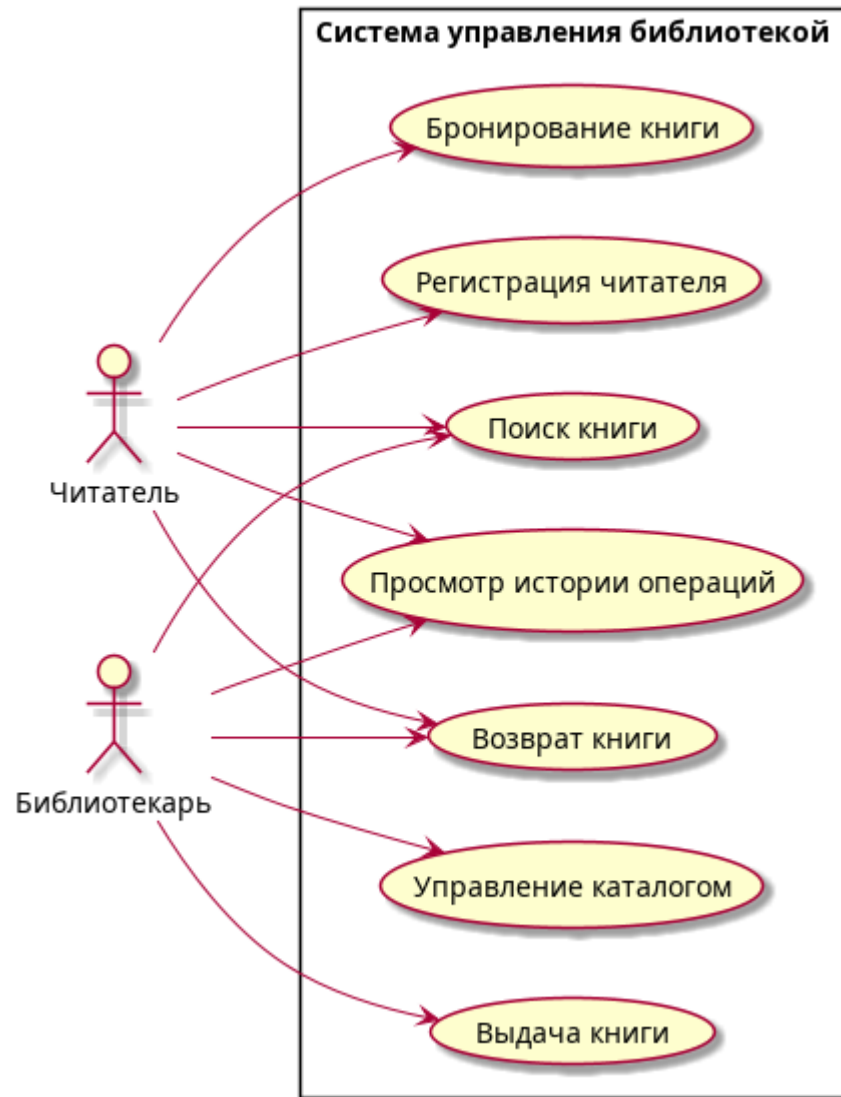 Система управления библиотекой
Бронирование книги
Регистрация читателя
Поиск книги
Читатель
Просмотр истории операций
Возврат книги
Библиотекарь
Управление каталогом
Выдача книги